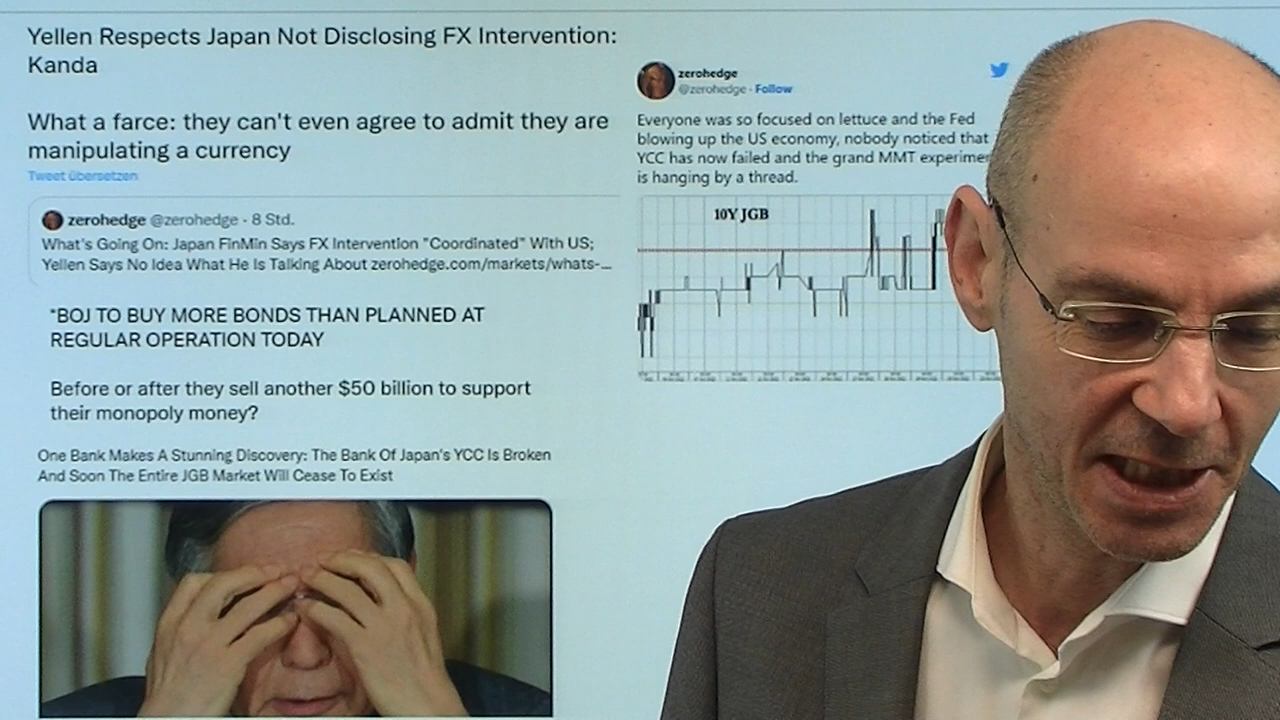 Yellen Respects Japan Not Disclosing FX Intervention:
Kanda
What a farce: they can't even agree to admit they are
manipulating a currency
Tweet übersetzen
zerohedge @zerohedge · 8 Std.
What's Going On: Japan FinMin Says FX Intervention "Coordinated" With US;
Yellen Says No Idea What He Is Talking About zerohedge.com/markets/whats-...
*BOJ TO BUY MORE BONDS THAN PLANNED AT
REGULAR OPERATION TODAY
Before or after they sell another $50 billion to support
their monopoly money?
One Bank Makes A Stunning Discovery: The Bank Of Japan's YCC Is Broken
And Soon The Entire JGB Market Will Cease To Exist
zerohedge
@zerohedge · Follow
Everyone was so focused on lettuce and the Fed
blowing up the US economy, nobody noticed that
YCC has now failed and the grand MMT experimen
is hanging by a thread.
10Y JGB